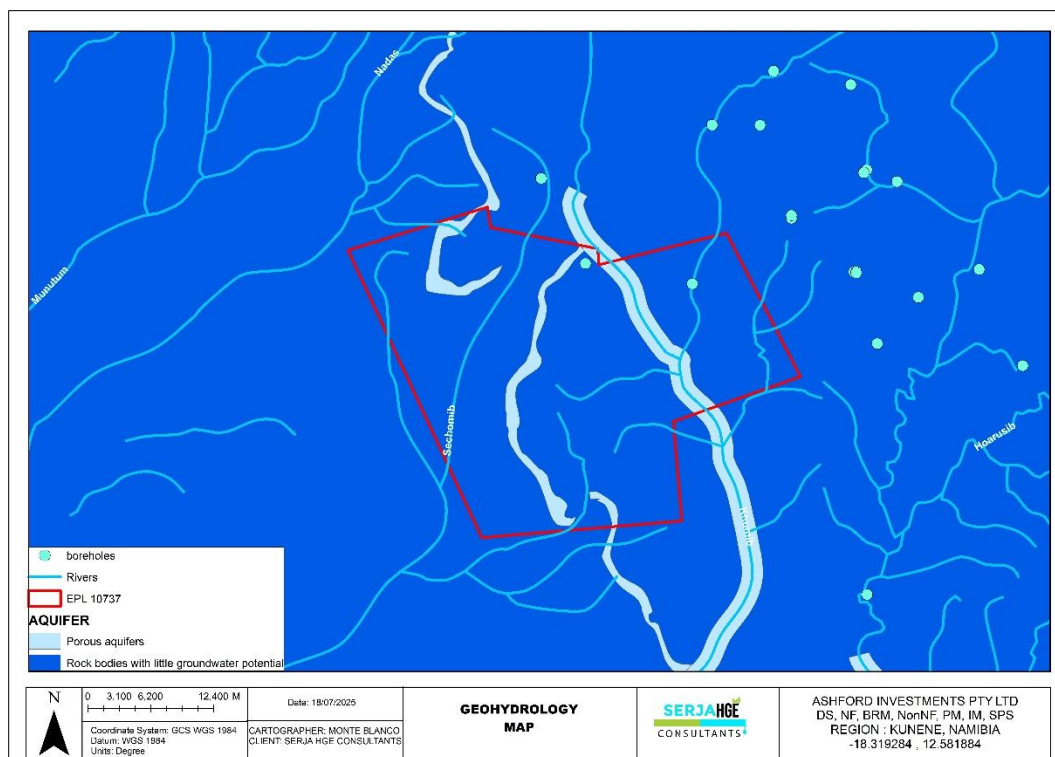 Nadas
Munutum
Sechomib
Hoarusib
boreholes
Rivers
EPL 10737
AQUIFER
Porous aquifers
Rock bodies with little groundwater potential
N
0 3,100 6,200 12,400 M
Coordinate System: GCS WGS 1984
Datum: WGS 1984
Units: Degree
Date: 18/07/2025
CARTOGRAPHER: MONTE BLANCO
CLIENT: SERJA HGE CONSULTANTS
GEOHYDROLOGY
MAP
SERJAHGE
CONSULTANTS
ASHFORD INVESTMENTS PTY LTD
DS, NF, BRM, NonNF, PM, IM, SPS
REGION : KUNENE, NAMIBIA
-18.319284 , 12.581884